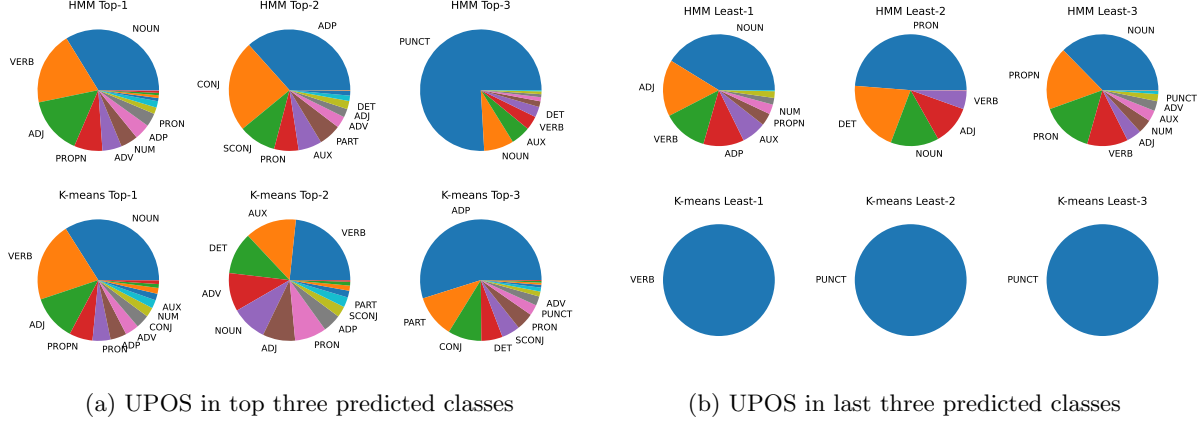 HMM Top-1
NOUN
VERB
ADJ
PROPN
ADV
NUM
ADP
PRON
HMM Top-2
ADP
CONJ
SCONJ
PRON
AUX
PART
ADV
ADJ
DET
HMM Top-3
PUNCT
NOUN
AUX
VERB
DET
K-means Top-1
NOUN
VERB
ADJ
PROPN
PRON
ADP
ADV
CONJ
NUM
AUX
K-means Top-2
VERB
AUX
DET
ADV
NOUN
ADJ
PRON
ADP
SCONJ
PART
K-means Top-3
ADP
PART
CONJ
DET
SCONJ
PRON
PUNCT
ADV
(a) UPOS in top three predicted classes
HMM Least-1
NOUN
ADJ
VERB
ADP
AUX
PROPN
NUM
HMM Least-2
PRON
DET
NOUN
ADJ
VERB
HMM Least-3
NOUN
PROPN
PRON
VERB
ADJ
NUM
AUX
ADV
PUNCT
K-means Least-1
VERB
K-means Least-2
PUNCT
K-means Least-3
PUNCT
(b) UPOS in last three predicted classes